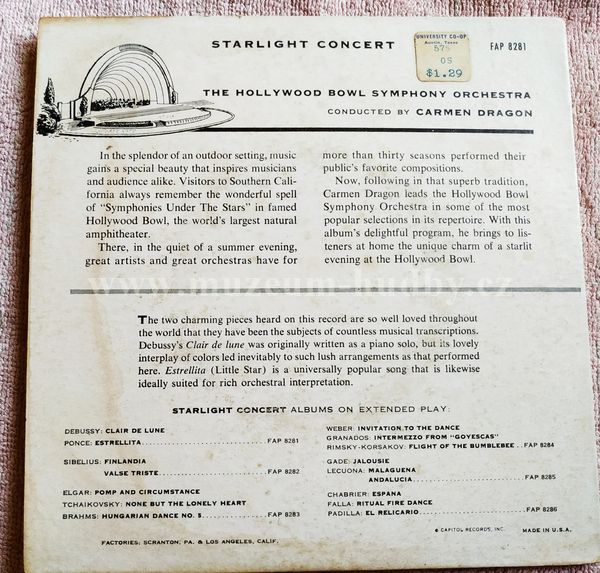 STARLIGHT CONCERT
UNIVERSITY CO-OP
Austin, Texas
575
OS
$1.29
FAP 8281
THE HOLLYWOOD BOWL SYMPHONY ORCHESTRA
CONDUCTED BY CARMEN DRAGON
In the splendor of an outdoor setting, music
gains a special beauty that inspires musicians
and audience alike. Visitors to Southern Cali-
fornia always remember the wonderful spell
of "Symphonies Under The Stars" in famed
Hollywood Bowl, the world's largest natural
amphitheater.
There, in the quiet of a summer evening,
great artists and great orchestras have for
more than thirty seasons performed their
public's favorite compositions.
Now, following in that superb tradition,
Carmen Dragon leads the Hollywood Bowl
Symphony Orchestra in some of the most
popular selections in its repertoire. With this
album's delightful program, he brings to lis-
teners at home the unique charm of a starlit
evening at the Hollywood Bowl.
www.muzeum-hudby.cz
The two charming pieces heard on this record are so well loved throughout
the world that they have been the subjects of countless musical transcriptions.
Debussy's Clair de lune was originally written as a piano solo, but its lovely
interplay of colors led inevitably to such lush arrangements as that performed
here. Estrellita (Little Star) is a universally popular song that is likewise
ideally suited for rich orchestral interpretation.
STARLIGHT CONCERT ALBUMS ON EXTENDED PLAY:
DEBUSSY: CLAIR DE LUNE
PONCE: ESTRELLITA.................................FAP 8281
SIBELIUS: FINLANDIA
VALSE TRISTE..............................FAP 8282
ELGAR: POMP AND CIRCUMSTANCE
TCHAIKOVSKY: NONE BUT THE LONELY HEART
BRAHMS: HUNGARIAN DANCE NO. 5................FAP 8283
WEBER: INVITATION TO THE DANCE
GRANADOS: INTERMEZZO FROM "GOYESCAS"
RIMSKY-KORSAKOV: FLIGHT OF THE BUMBLEBEE..FAP 8284
GADE: JALOUSIE
LECUONA: MALAGUENA
ANDALUCIA..............................FAP 8285
CHABRIER: ESPANA
FALLA: RITUAL FIRE DANCE
PADILLA: EL RELICARIO............................FAP 8286
© CAPITOL RECORDS, INC. MADE IN U.S.A.
FACTORIES: SCRANTON, PA. & LOS ANGELES, CALIF.